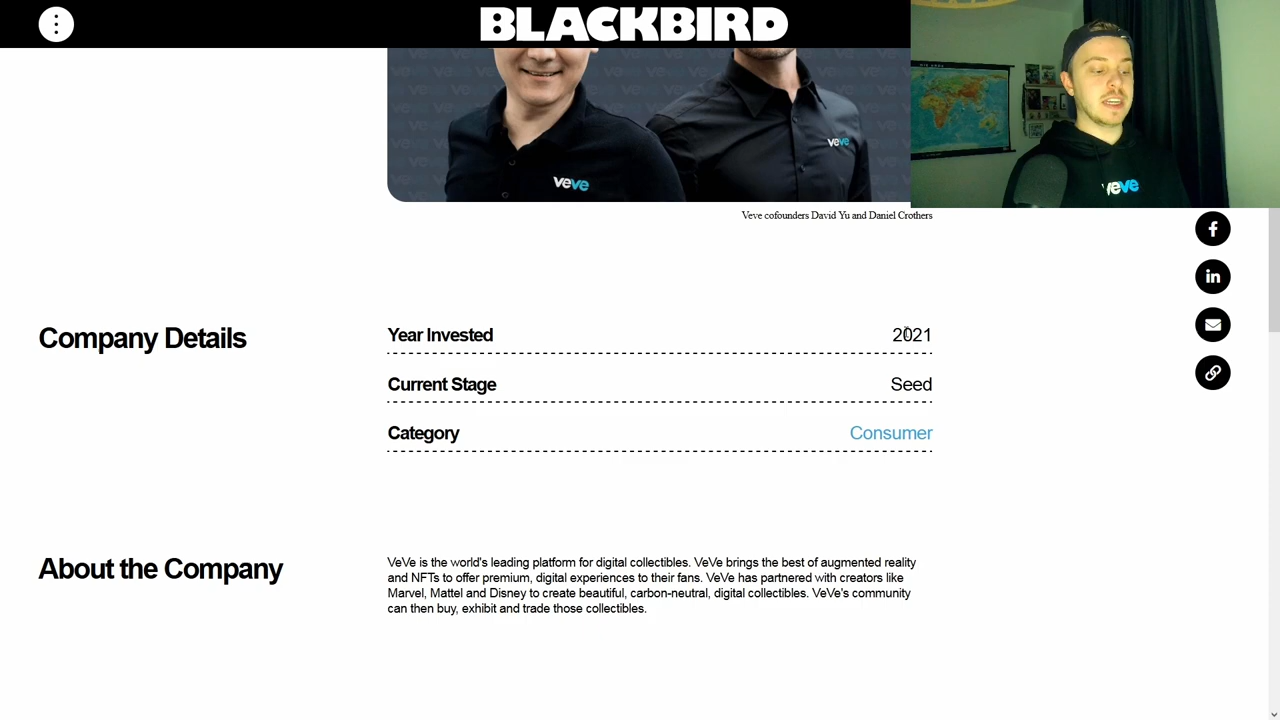 BLACKBIRD
veve
veve
veve
Veve cofounders David Yu and Daniel Crothers
Company Details
Year Invested 2021
Current Stage Seed
Category Consumer
About the Company
VeVe is the world's leading platform for digital collectibles. VeVe brings the best of augmented reality
and NFTs to offer premium, digital experiences to their fans. VeVe has partnered with creators like
Marvel, Mattel and Disney to create beautiful, carbon-neutral, digital collectibles. VeVe's community
can then buy, exhibit and trade those collectibles.